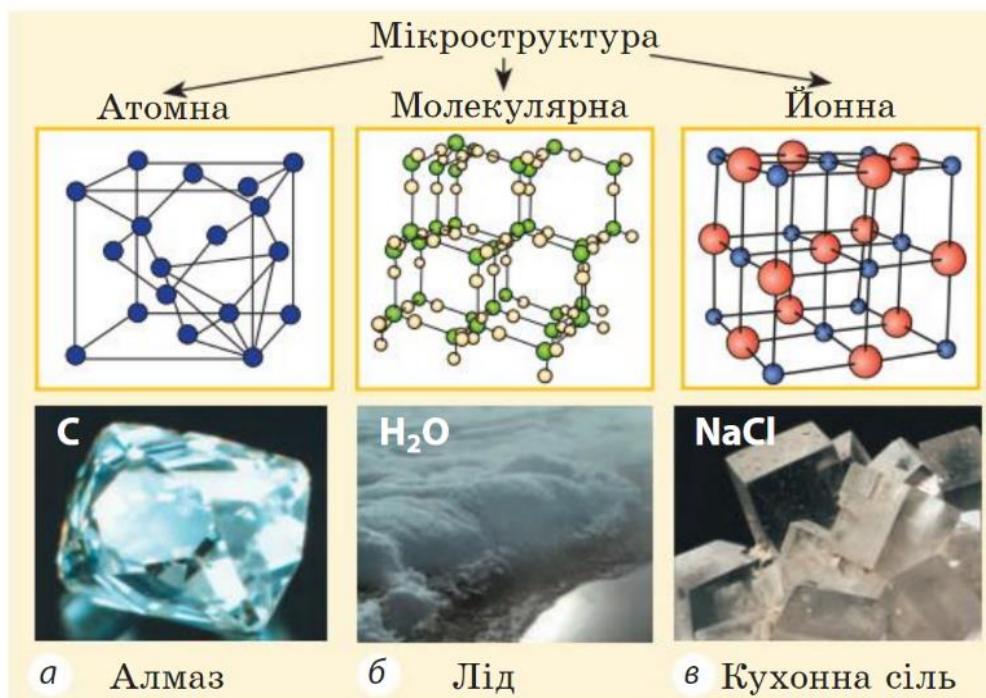 Мікроструктура
Атомна Молекулярна Йонна
C H₂O NaCl
а Алмаз б Лід в Кухонна сіль